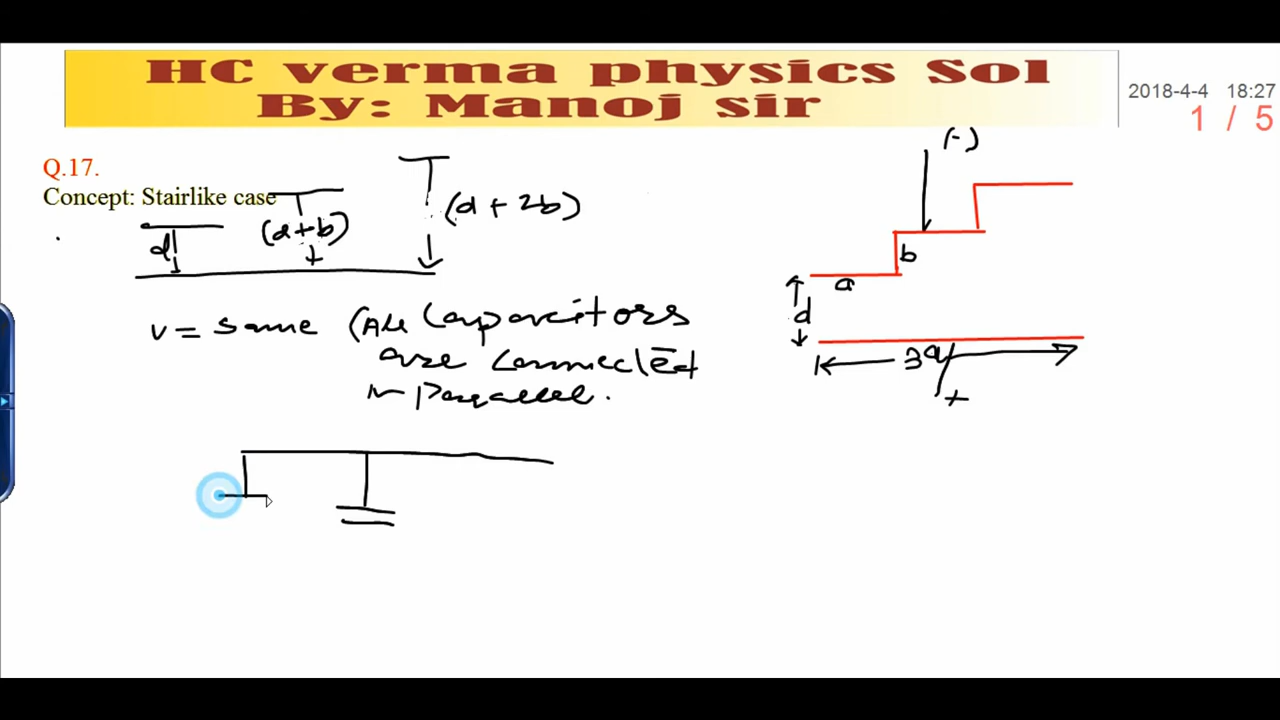 HC verma physics Sol
By: Manoj sir
2018-4-4 18:27
1 / 5
Q.17.
Concept: Stairlike case
d
(d+b)
(d + 2b)
v = same (All Capacitors
are connected
in parallel.
(-)
b
a
d
3a
+